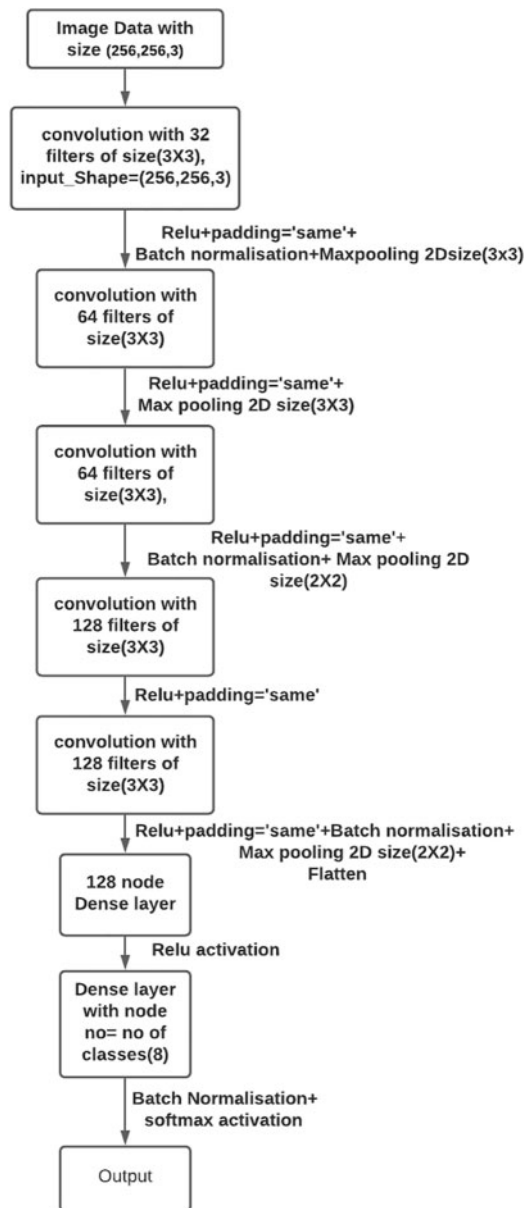 Image Data with
size (256,256,3)
convolution with 32
filters of size(3X3),
input_Shape=(256,256,3)
Relu+padding='same'+
Batch normalisation+Maxpooling 2Dsize(3x3)
convolution with
64 filters of
size(3X3)
Relu+padding='same'+
Max pooling 2D size(3X3)
convolution with
64 filters of
size(3X3),
Relu+padding='same'+
Batch normalisation+ Max pooling 2D
size(2X2)
convolution with
128 filters of
size(3X3)
Relu+padding='same'
convolution with
128 filters of
size(3X3)
Relu+padding='same'+Batch normalisation+
Max pooling 2D size(2X2)+
Flatten
128 node
Dense layer
Relu activation
Dense layer
with node
no= no of
classes(8)
Batch Normalisation+
softmax activation
Output